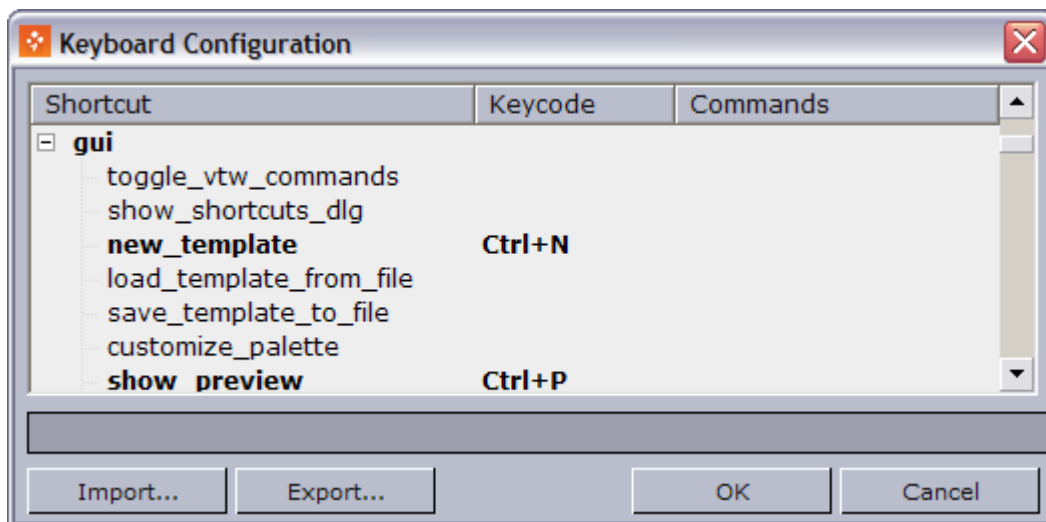 Keyboard Configuration
Shortcut Keycode Commands
gui
toggle_vtw_commands
show_shortcuts_dlg
new_template Ctrl+N
load_template_from_file
save_template_to_file
customize_palette
show_preview Ctrl+P
Import... Export... OK Cancel